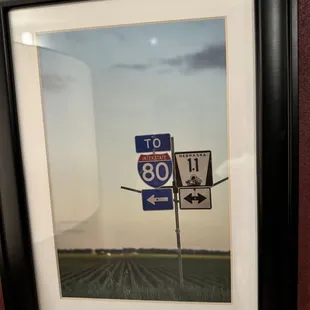 TO
INTERSTATE
80
NEBRASKA
11